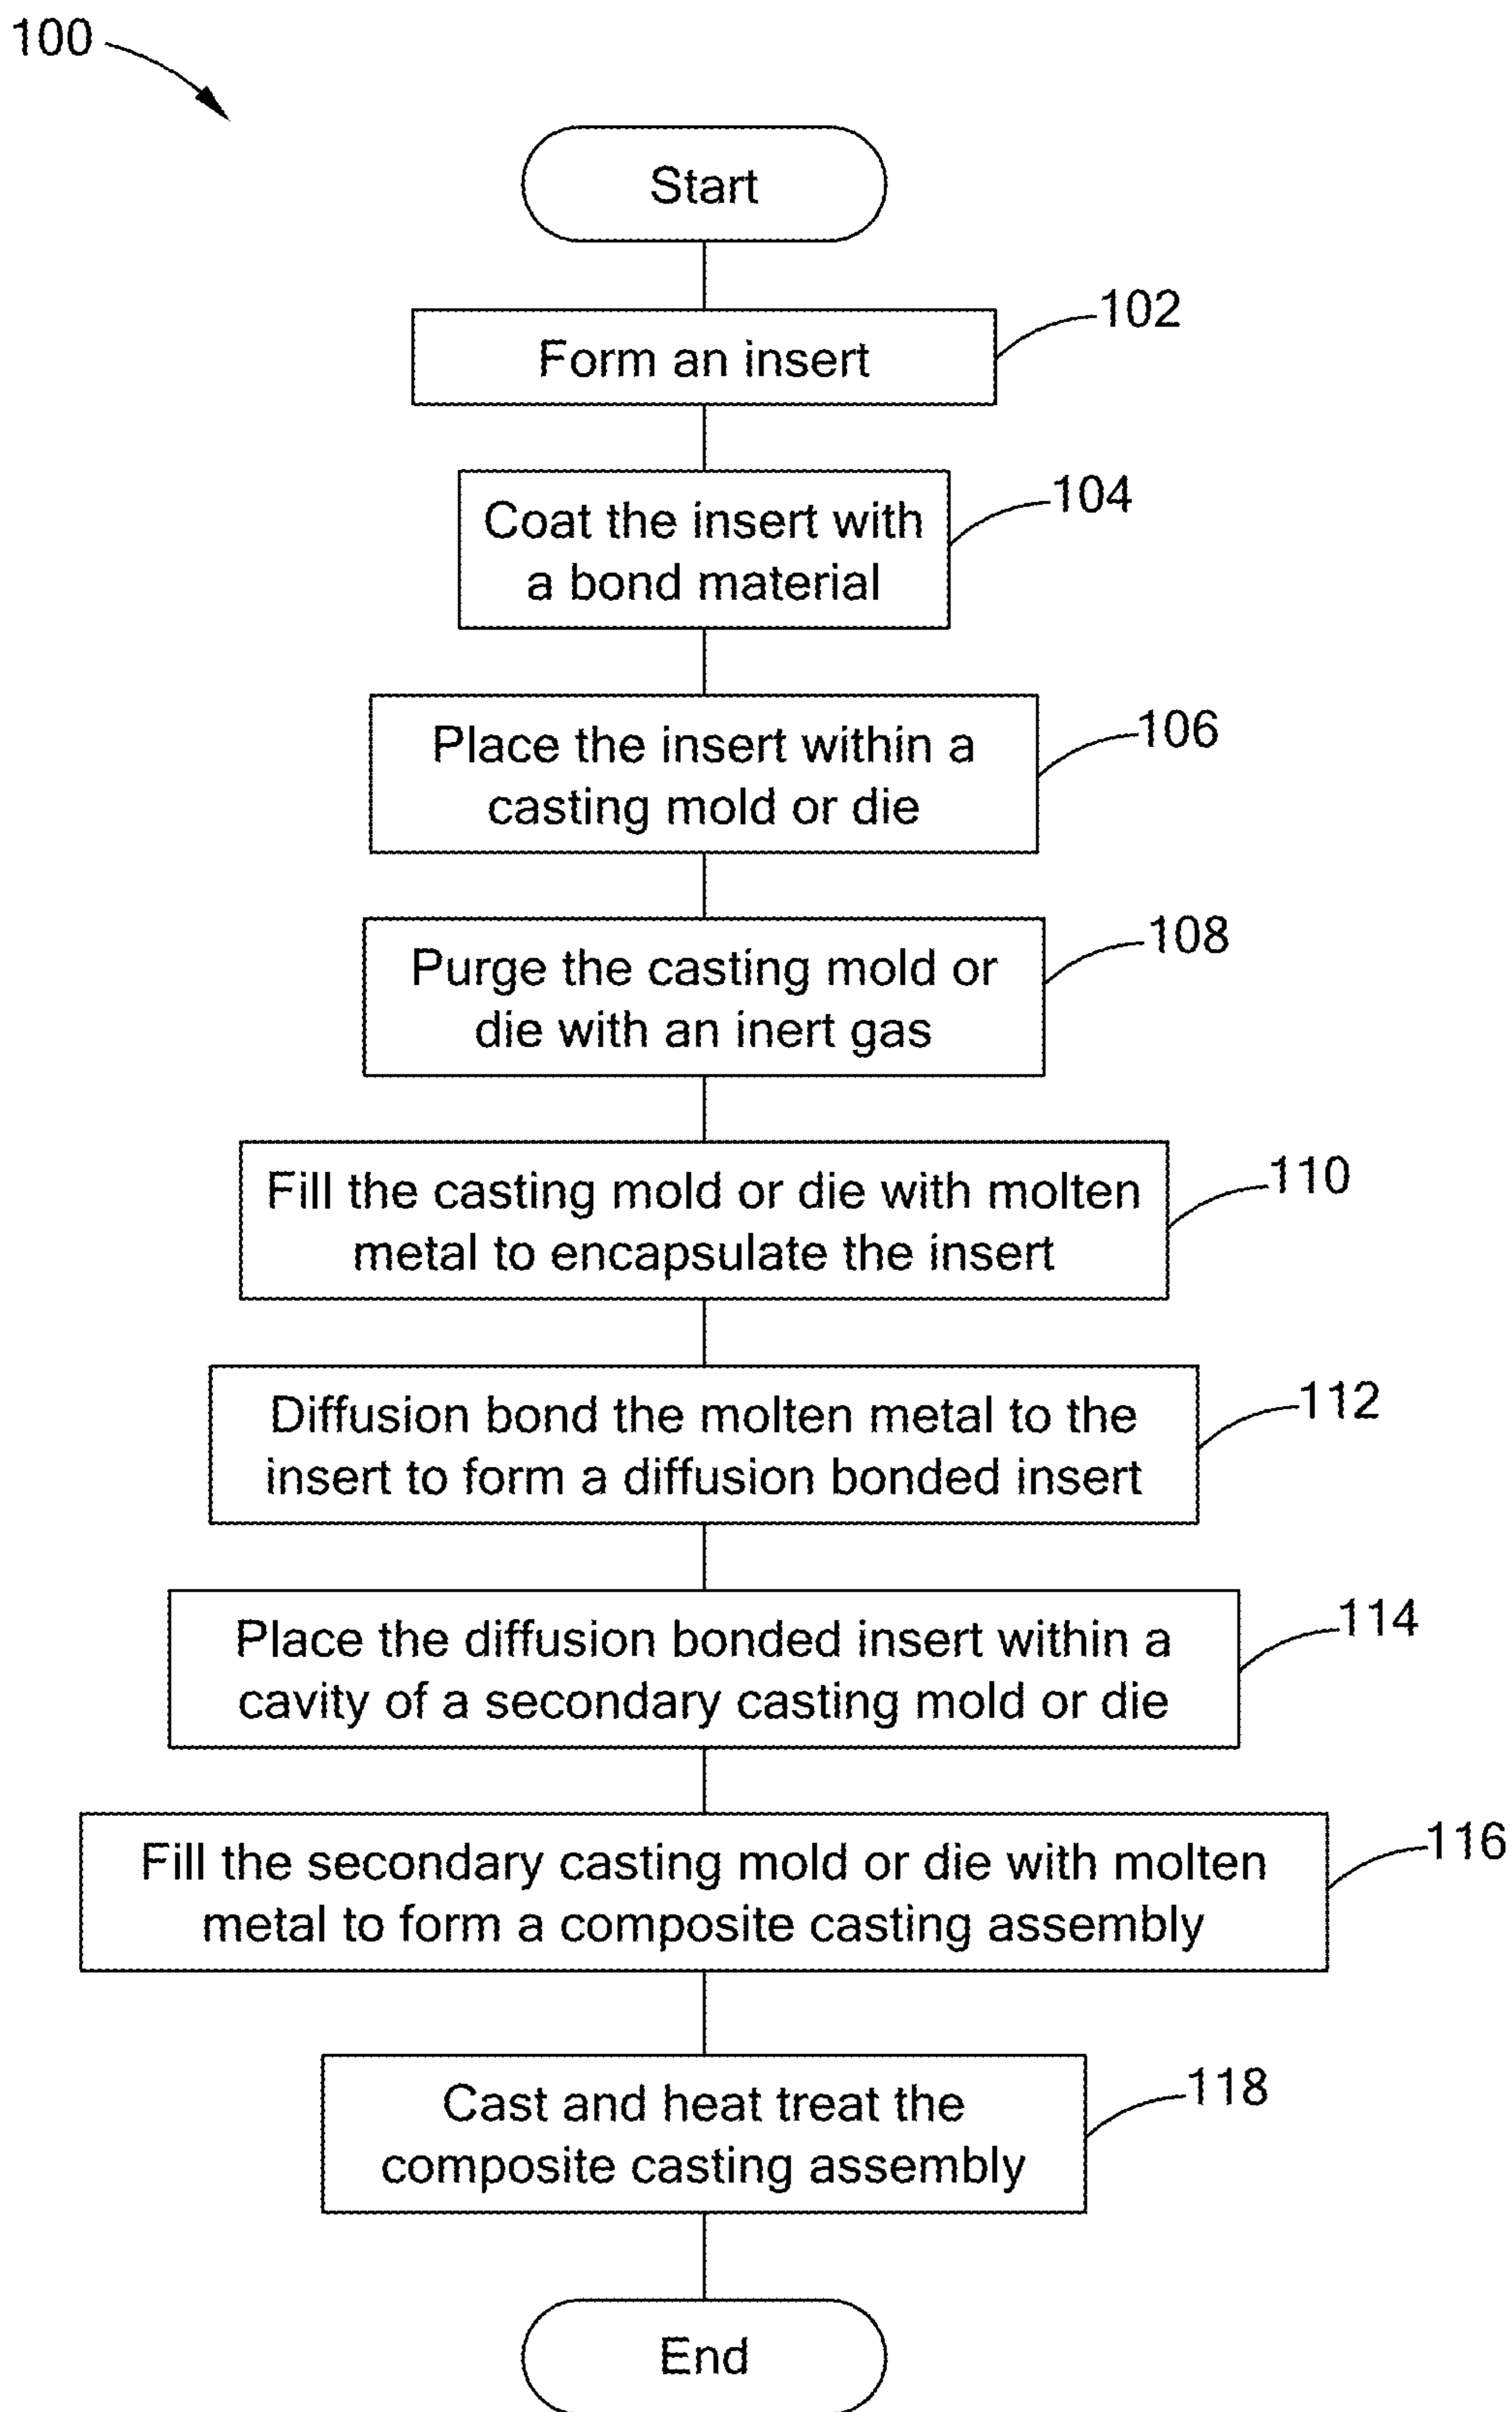 100
Start
102
Form an insert
104
Coat the insert with
a bond material
106
Place the insert within a
casting mold or die
108
Purge the casting mold or
die with an inert gas
110
Fill the casting mold or die with molten
metal to encapsulate the insert
112
Diffusion bond the molten metal to the
insert to form a diffusion bonded insert
114
Place the diffusion bonded insert within a
cavity of a secondary casting mold or die
116
Fill the secondary casting mold or die with molten
metal to form a composite casting assembly
118
Cast and heat treat the
composite casting assembly
End